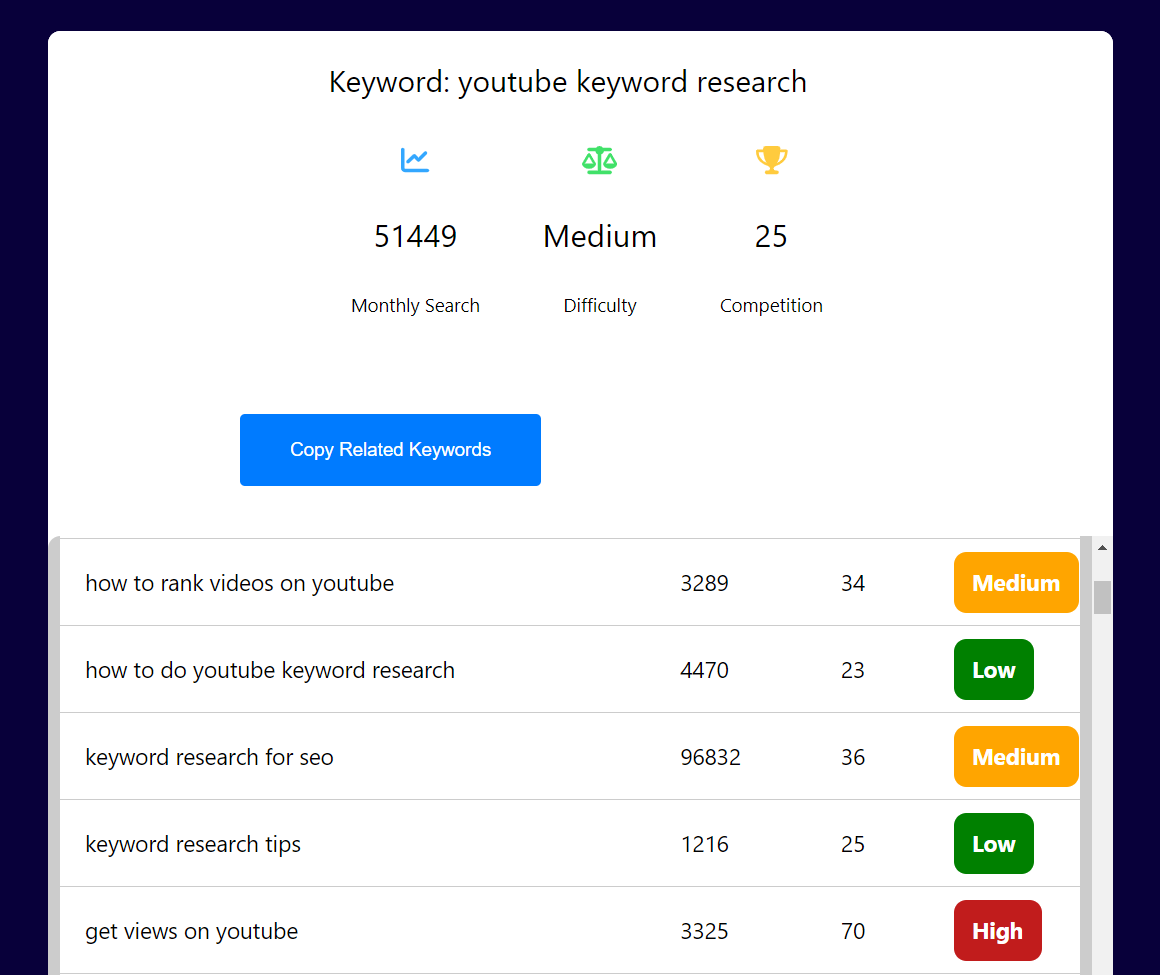 Keyword: youtube keyword research
51449 Medium 25
Monthly Search Difficulty Competition
Copy Related Keywords
how to rank videos on youtube 3289 34 Medium
how to do youtube keyword research 4470 23 Low
keyword research for seo 96832 36 Medium
keyword research tips 1216 25 Low
get views on youtube 3325 70 High